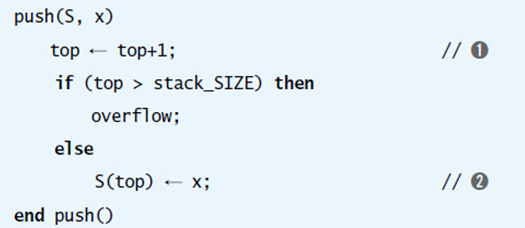 push(S, x)
top ← top+1; // ❶
if (top > stack_SIZE) then
overflow;
else
S(top) ← x; // ❷
end push()